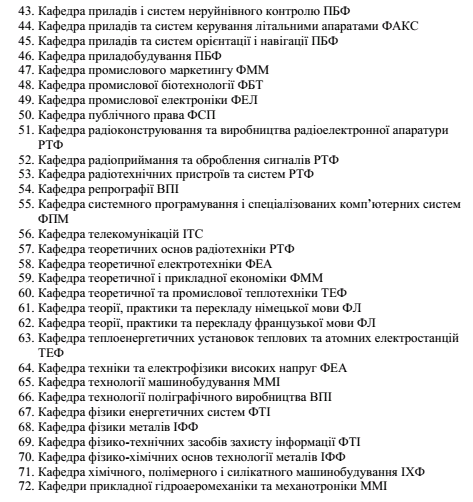 43. Кафедра приладів і систем неруйнівного контролю ПБФ
44. Кафедра приладів та систем керування літальними апаратами ФАКС
45. Кафедра приладів та систем орієнтації і навігації ПБФ
46. Кафедра приладобудування ПБФ
47. Кафедра промислового маркетингу ФММ
48. Кафедра промислової біотехнології ФБТ
49. Кафедра промислової електроніки ФЕЛ
50. Кафедра публічного права ФСП
51. Кафедра радіоконструювання та виробництва радіоелектронної апаратури
РТФ
52. Кафедра радіоприймання та оброблення сигналів РТФ
53. Кафедра радіотехнічних пристроїв та систем РТФ
54. Кафедра репрографії ВПІ
55. Кафедра системного програмування і спеціалізованих комп’ютерних систем
ФПМ
56. Кафедра телекомунікацій ІТС
57. Кафедра теоретичних основ радіотехніки РТФ
58. Кафедра теоретичної електротехніки ФЕА
59. Кафедра теоретичної і прикладної економіки ФММ
60. Кафедра теоретичної та промислової теплотехніки ТЕФ
61. Кафедра теорії, практики та перекладу німецької мови ФЛ
62. Кафедра теорії, практики та перекладу французької мови ФЛ
63. Кафедра теплоенергетичних установок теплових та атомних електростанцій
ТЕФ
64. Кафедра техніки та електрофізики високих напруг ФЕА
65. Кафедра технології машинобудування ММІ
66. Кафедра технології поліграфічного виробництва ВПІ
67. Кафедра фізики енергетичних систем ФТІ
68. Кафедра фізики металів ІФФ
69. Кафедра фізико-технічних засобів захисту інформації ФТІ
70. Кафедра фізико-хімічних основ технології металів ІФФ
71. Кафедра хімічного, полімерного і силікатного машинобудування ІХФ
72. Кафедри прикладної гідроаеромеханіки та механотроніки ММІ